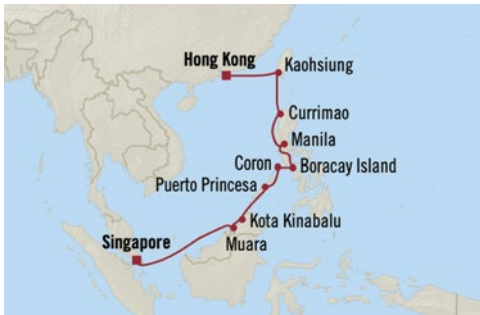 Hong Kong
Kaohsiung
Currimao
Manila
Coron
Boracay Island
Puerto Princesa
Kota Kinabalu
Singapore
Muara